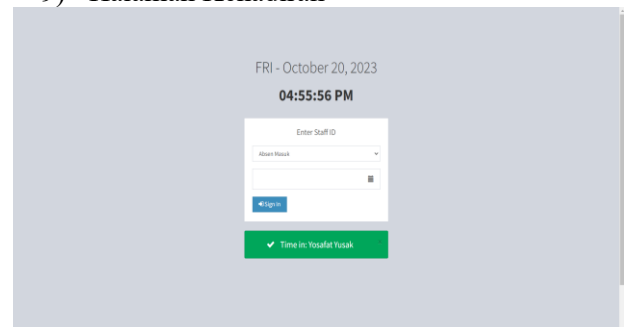 9) Halaman Kehadiran
FRI - October 20, 2023
04:55:56 PM
Enter Staff ID
Absen Masuk
Sign In
Time in: Yosafat Yusak